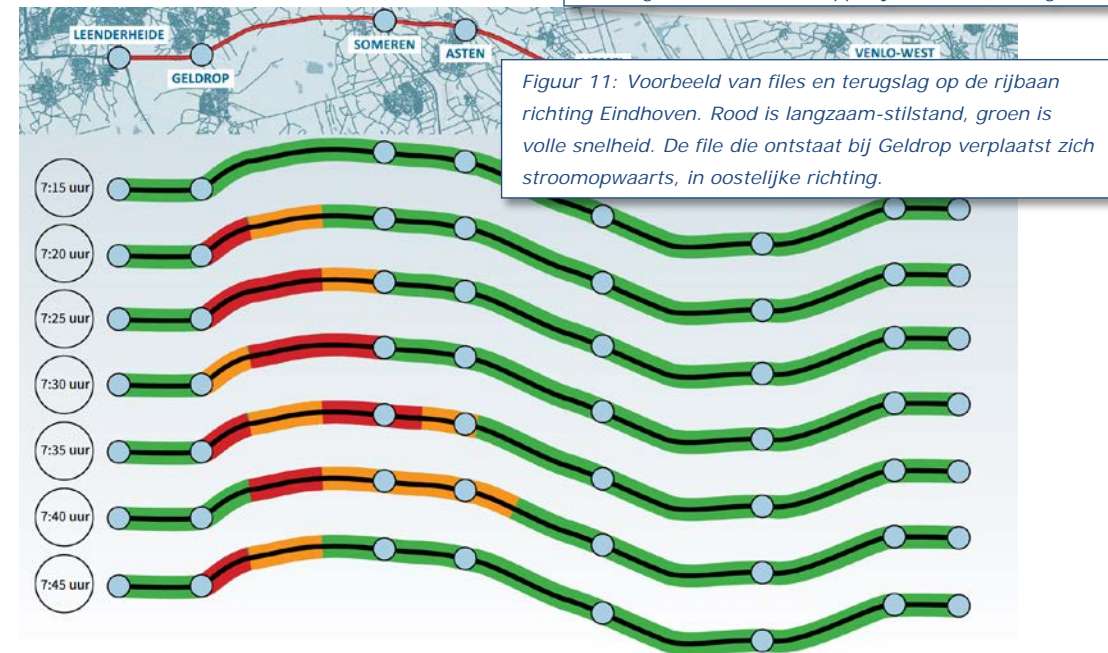 LEENDERHEIDE
GELDROP
SOMEREN
ASTEN
VENLO-WEST
Figuur 11: Voorbeeld van files en terugslag op de rijbaan
richting Eindhoven. Rood is langzaam-stilstand, groen is
volle snelheid. De file die ontstaat bij Geldrop verplaatst zich
stroomopwaarts, in oostelijke richting.
7:15 uur
7:20 uur
7:25 uur
7:30 uur
7:35 uur
7:40 uur
7:45 uur